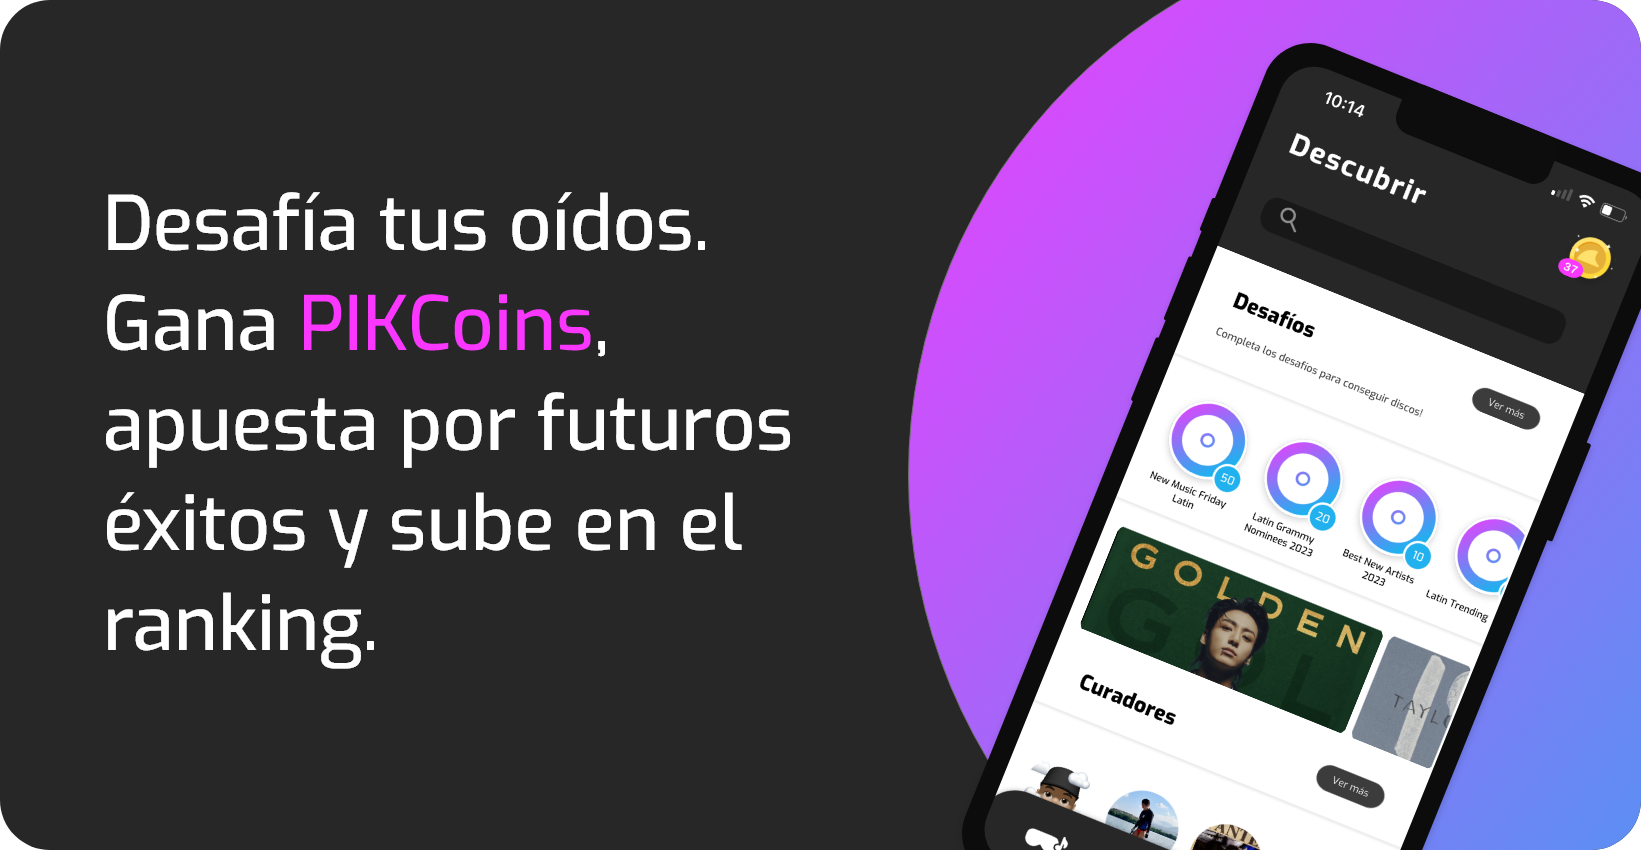 Desafía tus oídos.
Gana PIKCoins,
apuesta por futuros
éxitos y sube en el
ranking.
10:14
Descubrir
37
Desafíos
Completa los desafíos para conseguir discos!
Ver más
50
New Music Friday
Latin
20
Latin Grammy
Nominees 2023
10
Best New Artists
2023
Latin Trending
GOLDEN
GOL
Curadores
Ver más